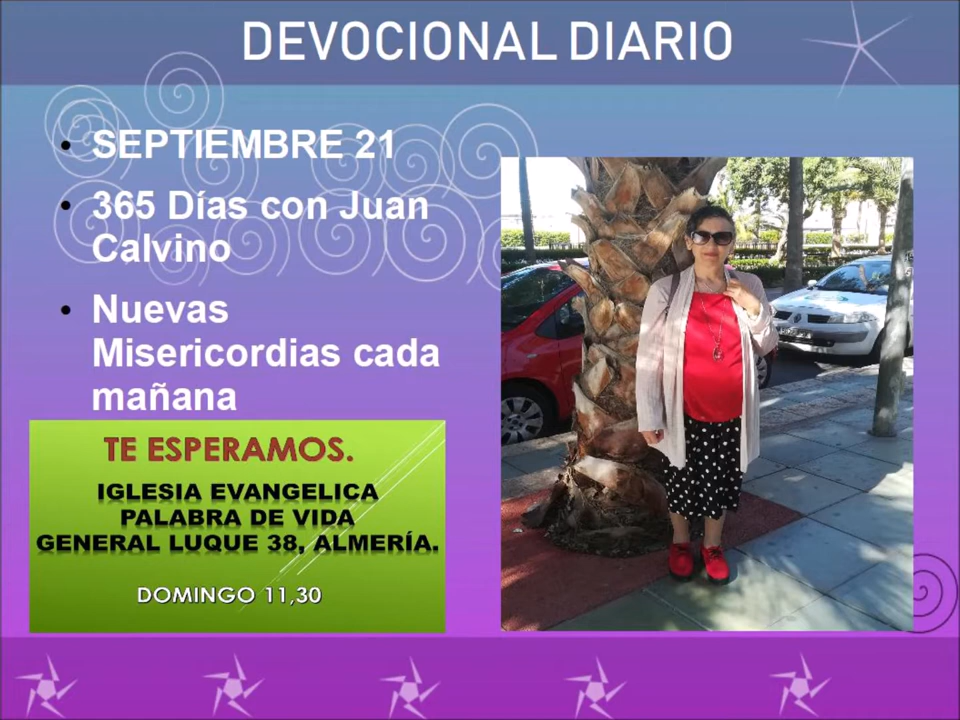 DEVOCIONAL DIARIO
• SEPTIEMBRE 21
• 365 Días con Juan
Calvino
• Nuevas
Misericordias cada
mañana
TE ESPERAMOS.
IGLESIA EVANGELICA
PALABRA DE VIDA
GENERAL LUQUE 38, ALMERÍA.
DOMINGO 11,30